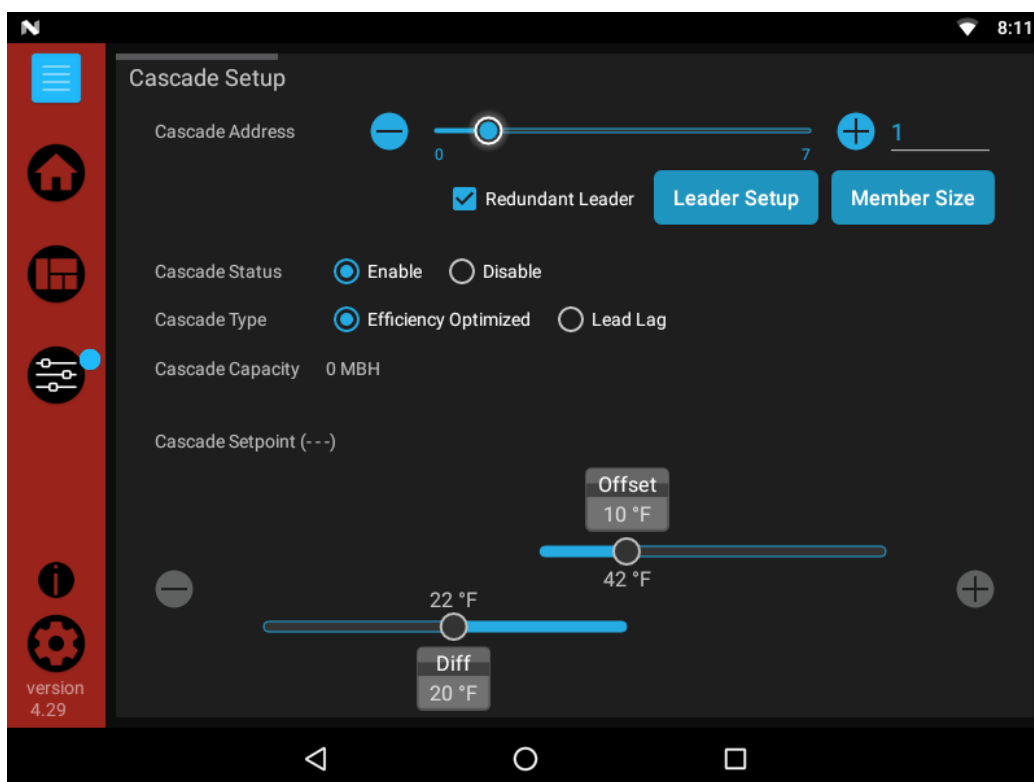 8:11
Cascade Setup
Cascade Address
0
7
1
Redundant Leader
Leader Setup
Member Size
Cascade Status
Enable
Disable
Cascade Type
Efficiency Optimized
Lead Lag
Cascade Capacity
0 MBH
Cascade Setpoint (---)
Offset
10 °F
42 °F
22 °F
Diff
20 °F
version
4.29